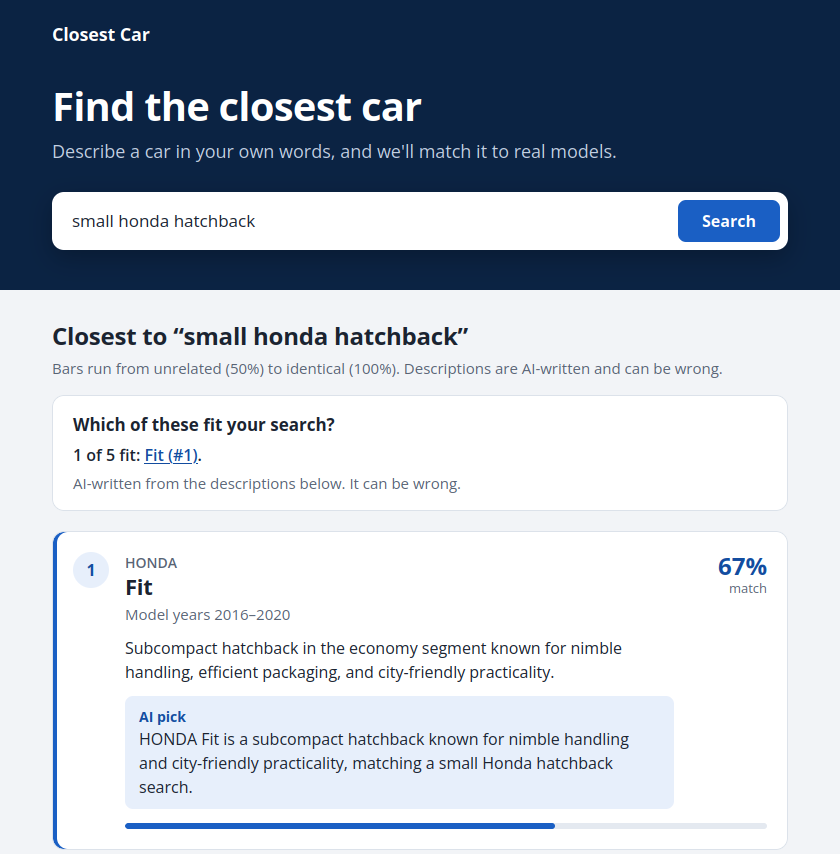 Closest Car
Find the closest car
Describe a car in your own words, and we'll match it to real models.
small honda hatchback
Search
Closest to “small honda hatchback”
Bars run from unrelated (50%) to identical (100%). Descriptions are AI-written and can be wrong.
Which of these fit your search?
1 of 5 fit: Fit (#1).
AI-written from the descriptions below. It can be wrong.
1
HONDA
Fit
Model years 2016–2020
67%
match
Subcompact hatchback in the economy segment known for nimble
handling, efficient packaging, and city-friendly practicality.
AI pick
HONDA Fit is a subcompact hatchback known for nimble handling
and city-friendly practicality, matching a small Honda hatchback
search.